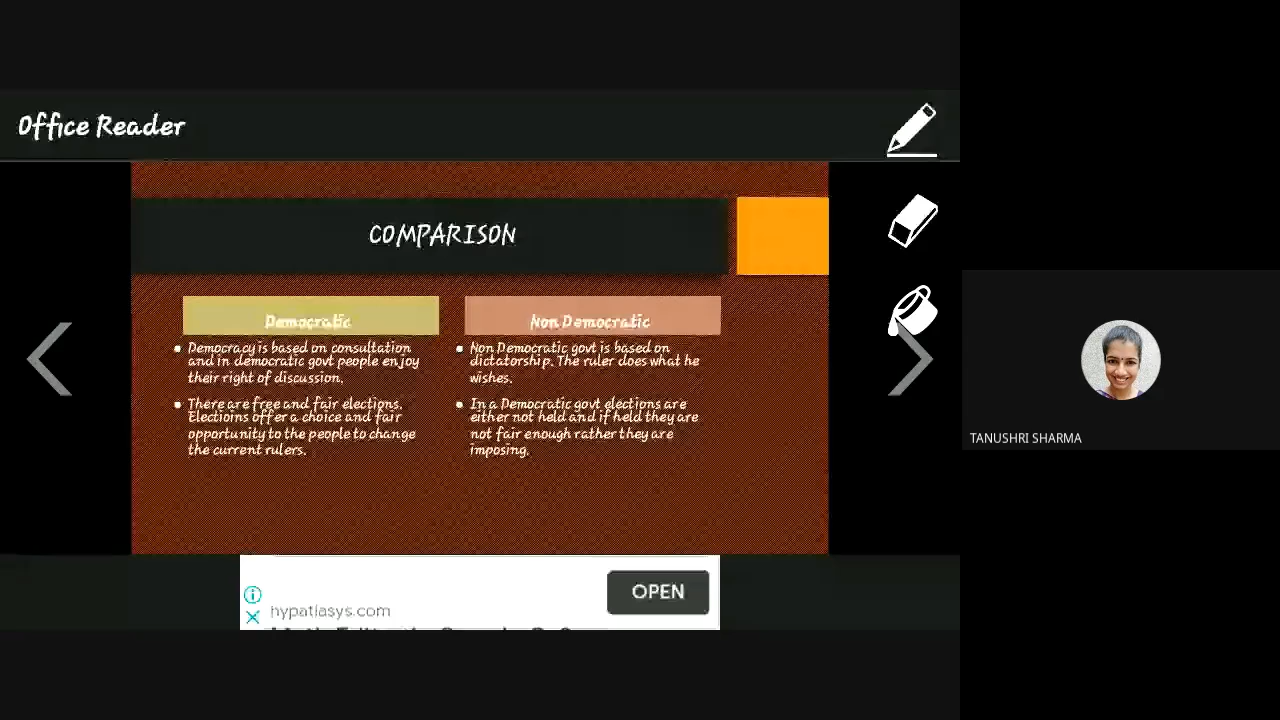 Office Reader
COMPARISON
Democratic
Non Democratic
• Democracy is based on consultation
and in democratic govt people enjoy
their right of discussion.
• There are free and fair elections.
Electioins offer a choice and fair
opportunity to the people to change
the current rulers.
• Non Democratic govt is based on
dictatorship. The ruler does what he
wishes.
• In a Democratic govt elections are
either not held and if held they are
not fair enough rather they are
imposing.
TANUSHRI SHARMA
OPEN
hypatiasys.com